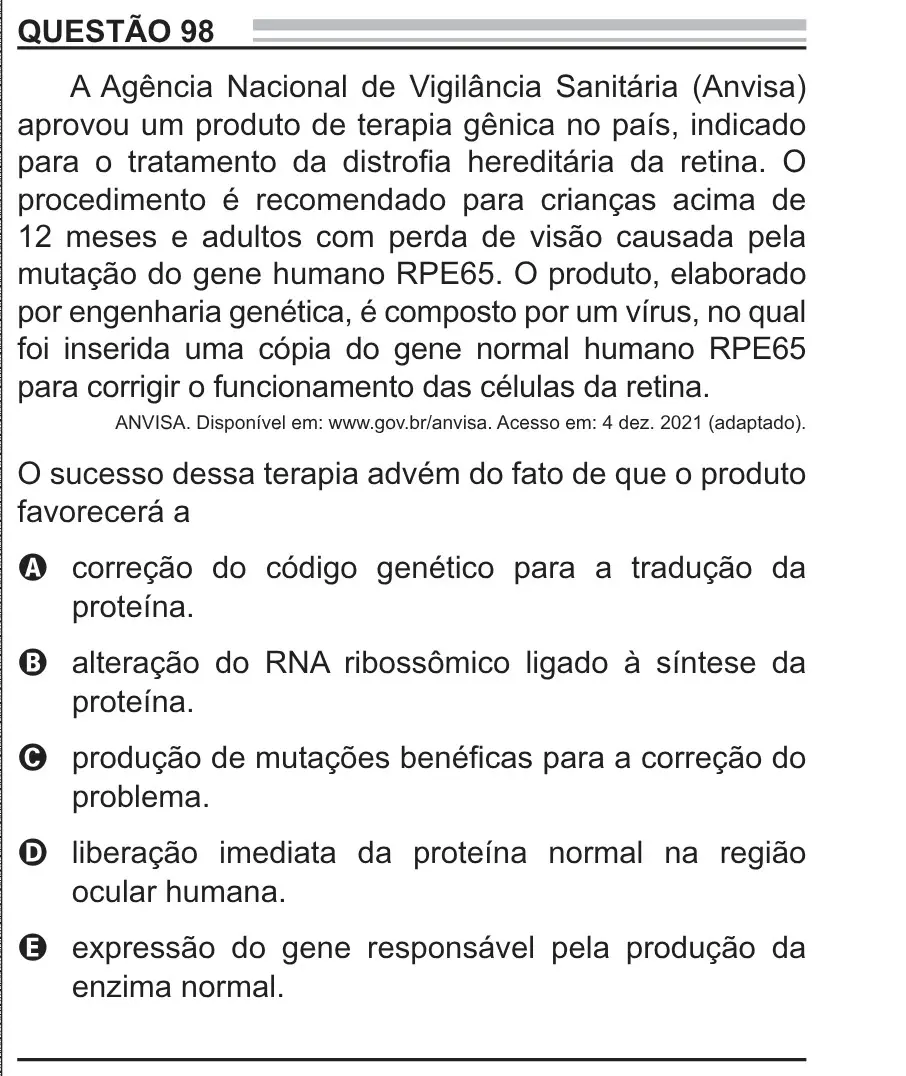 QUESTÃO 98
A Agência Nacional de Vigilância Sanitária (Anvisa)
aprovou um produto de terapia gênica no país, indicado
para o tratamento da distrofia hereditária da retina. O
procedimento é recomendado para crianças acima de
12 meses e adultos com perda de visão causada pela
mutação do gene humano RPE65. O produto, elaborado
por engenharia genética, é composto por um vírus, no qual
foi inserida uma cópia do gene normal humano RPE65
para corrigir o funcionamento das células da retina.
ANVISA. Disponível em: www.gov.br/anvisa. Acesso em: 4 dez. 2021 (adaptado).
O sucesso dessa terapia advém do fato de que o produto
favorecerá a
A correção do código genético para a tradução da
proteína.
B alteração do RNA ribossômico ligado à síntese da
proteína.
C produção de mutações benéficas para a correção do
problema.
D liberação imediata da proteína normal na região
ocular humana.
E expressão do gene responsável pela produção da
enzima normal.